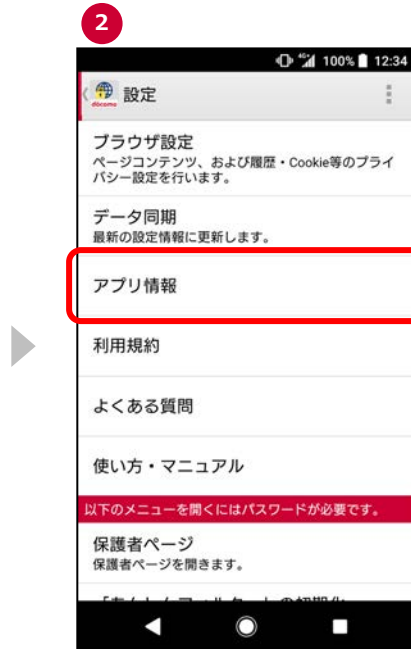 2
4G+ 100% 12:34
docomo 設定
ブラウザ設定
ページコンテンツ、および履歴・Cookie等のプライ
バシー設定を行います。
データ同期
最新の設定情報に更新します。
アプリ情報
利用規約
よくある質問
使い方・マニュアル
以下のメニューを開くにはパスワードが必要です。
保護者ページ
保護者ページを開きます。